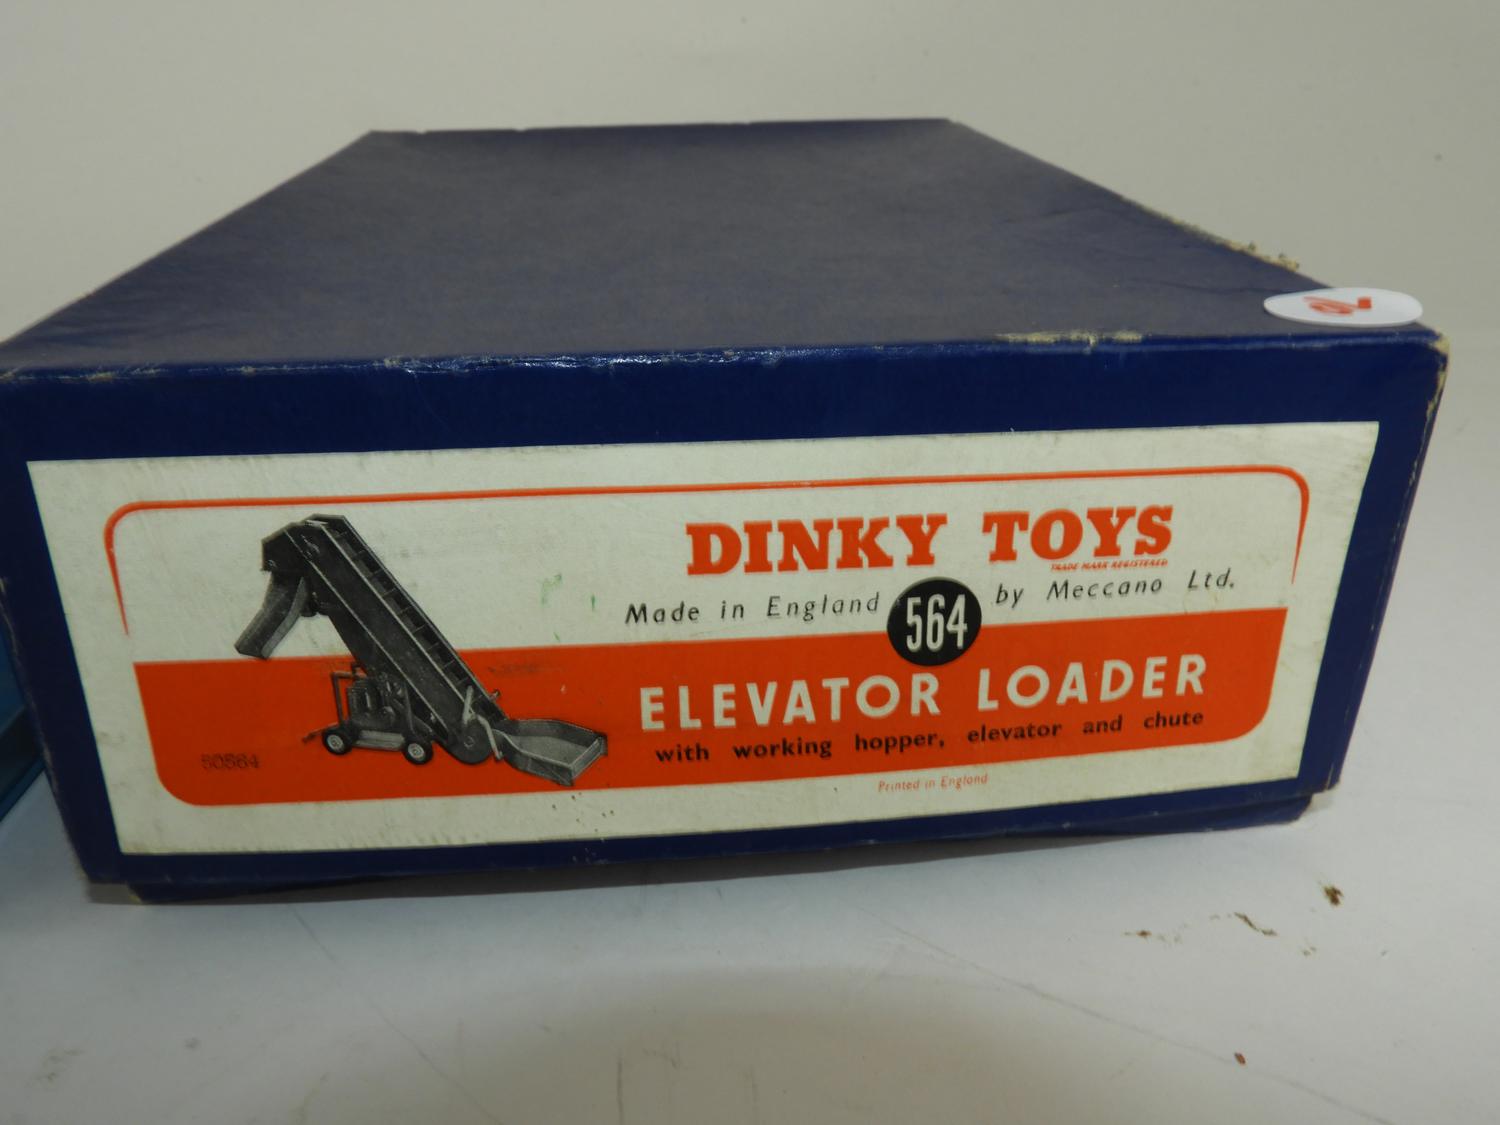 2
DINKY TOYS
TRADE MARK REGISTERED
Made in England 564 by Meccano Ltd.
ELEVATOR LOADER
with working hopper, elevator and chute
50564
Printed in England